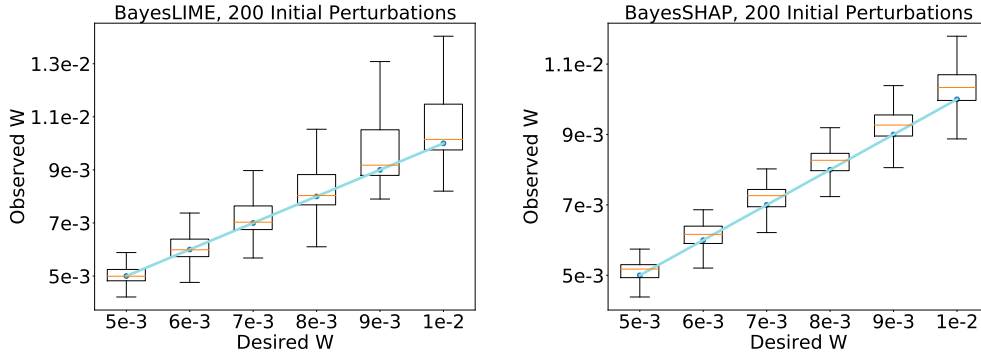 BayesLIME, 200 Initial Perturbations
Observed W
1.3e-2
1.1e-2
9e-3
7e-3
5e-3
5e-3 6e-3 7e-3 8e-3 9e-3 1e-2
Desired W
BayesSHAP, 200 Initial Perturbations
Observed W
1.1e-2
9e-3
7e-3
5e-3
5e-3 6e-3 7e-3 8e-3 9e-3 1e-2
Desired W